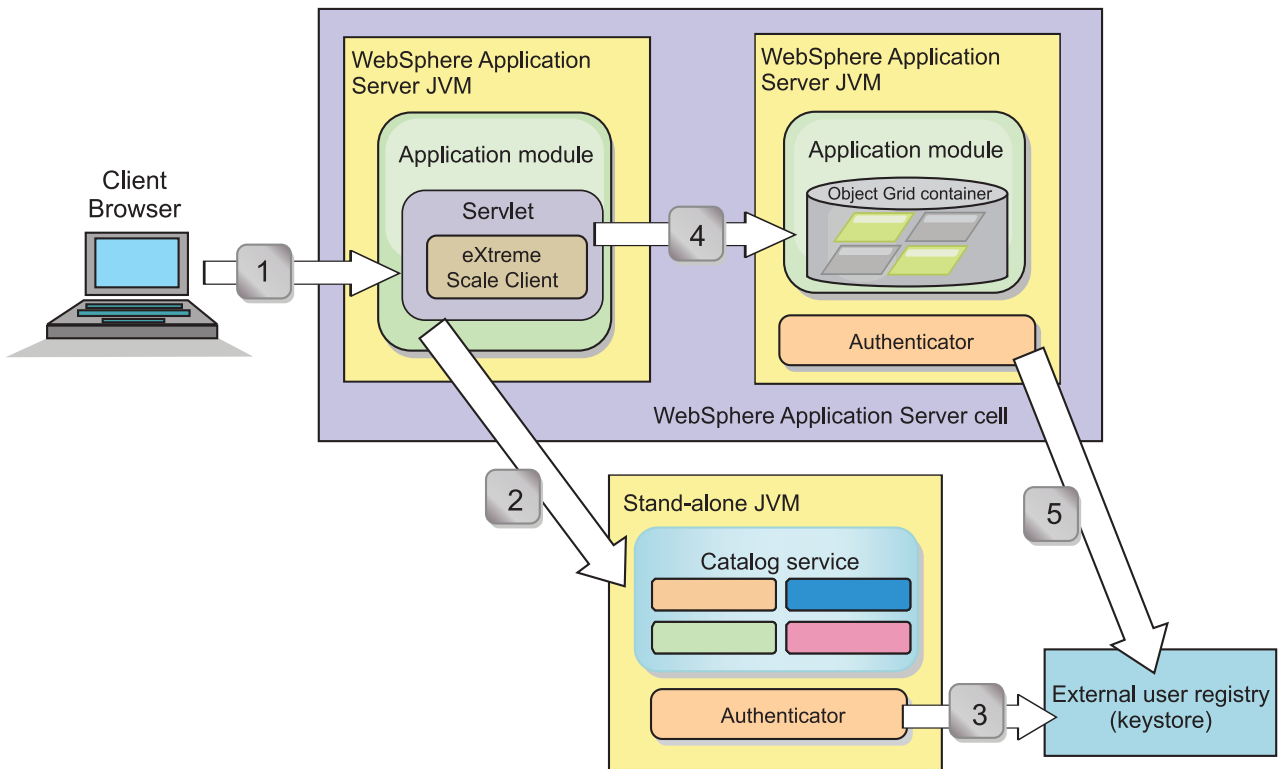 WebSphere Application
Server JVM
WebSphere Application
Server JVM
Application module
Application module
Client
Browser
Servlet
Object Grid container
eXtreme
Scale Client
1
4
Authenticator
WebSphere Application Server cell
2
Stand-alone JVM
5
Catalog service
Authenticator
3
External user registry
(keystore)